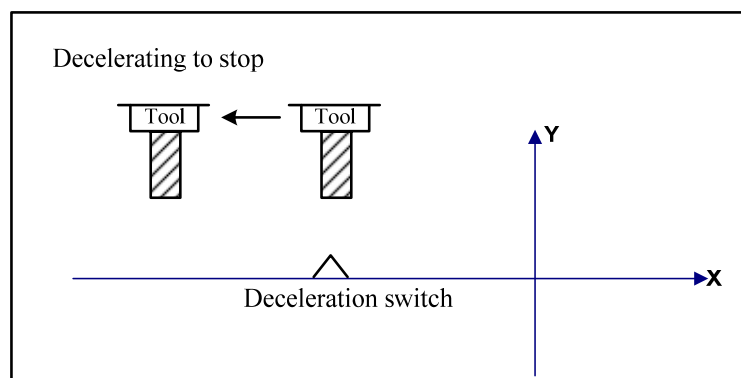 Decelerating to stop
Tool
Tool
Y
X
Deceleration switch